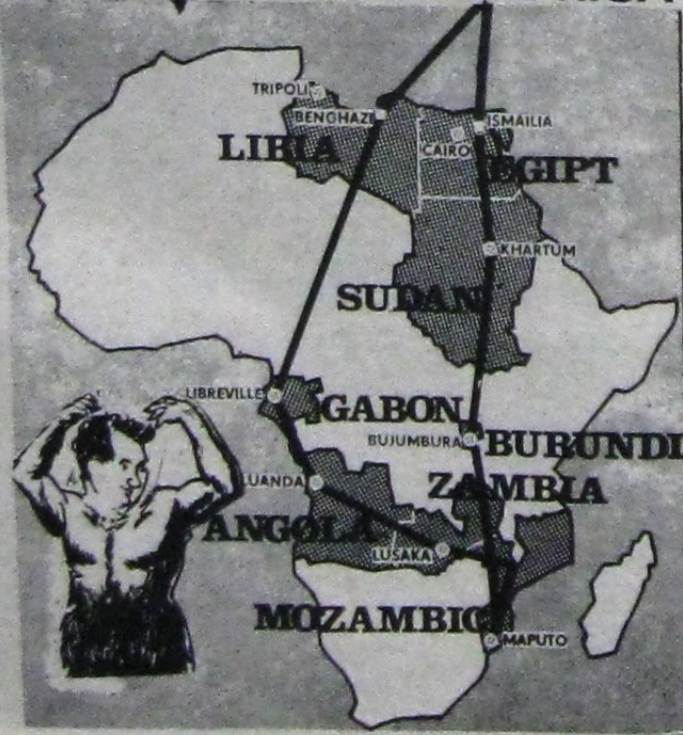 TRIPOLI
BENGHAZI
ISMAILIA
LIBIA
CAIRO
EGIPT
KHARTUM
SUDAN
LIBREVILLE
GABON
BUJUMBURA
BURUNDI
LUANDA
ZAMBIA
ANGOLA
LUSAKA
MOZAMBIC
MAPUTO